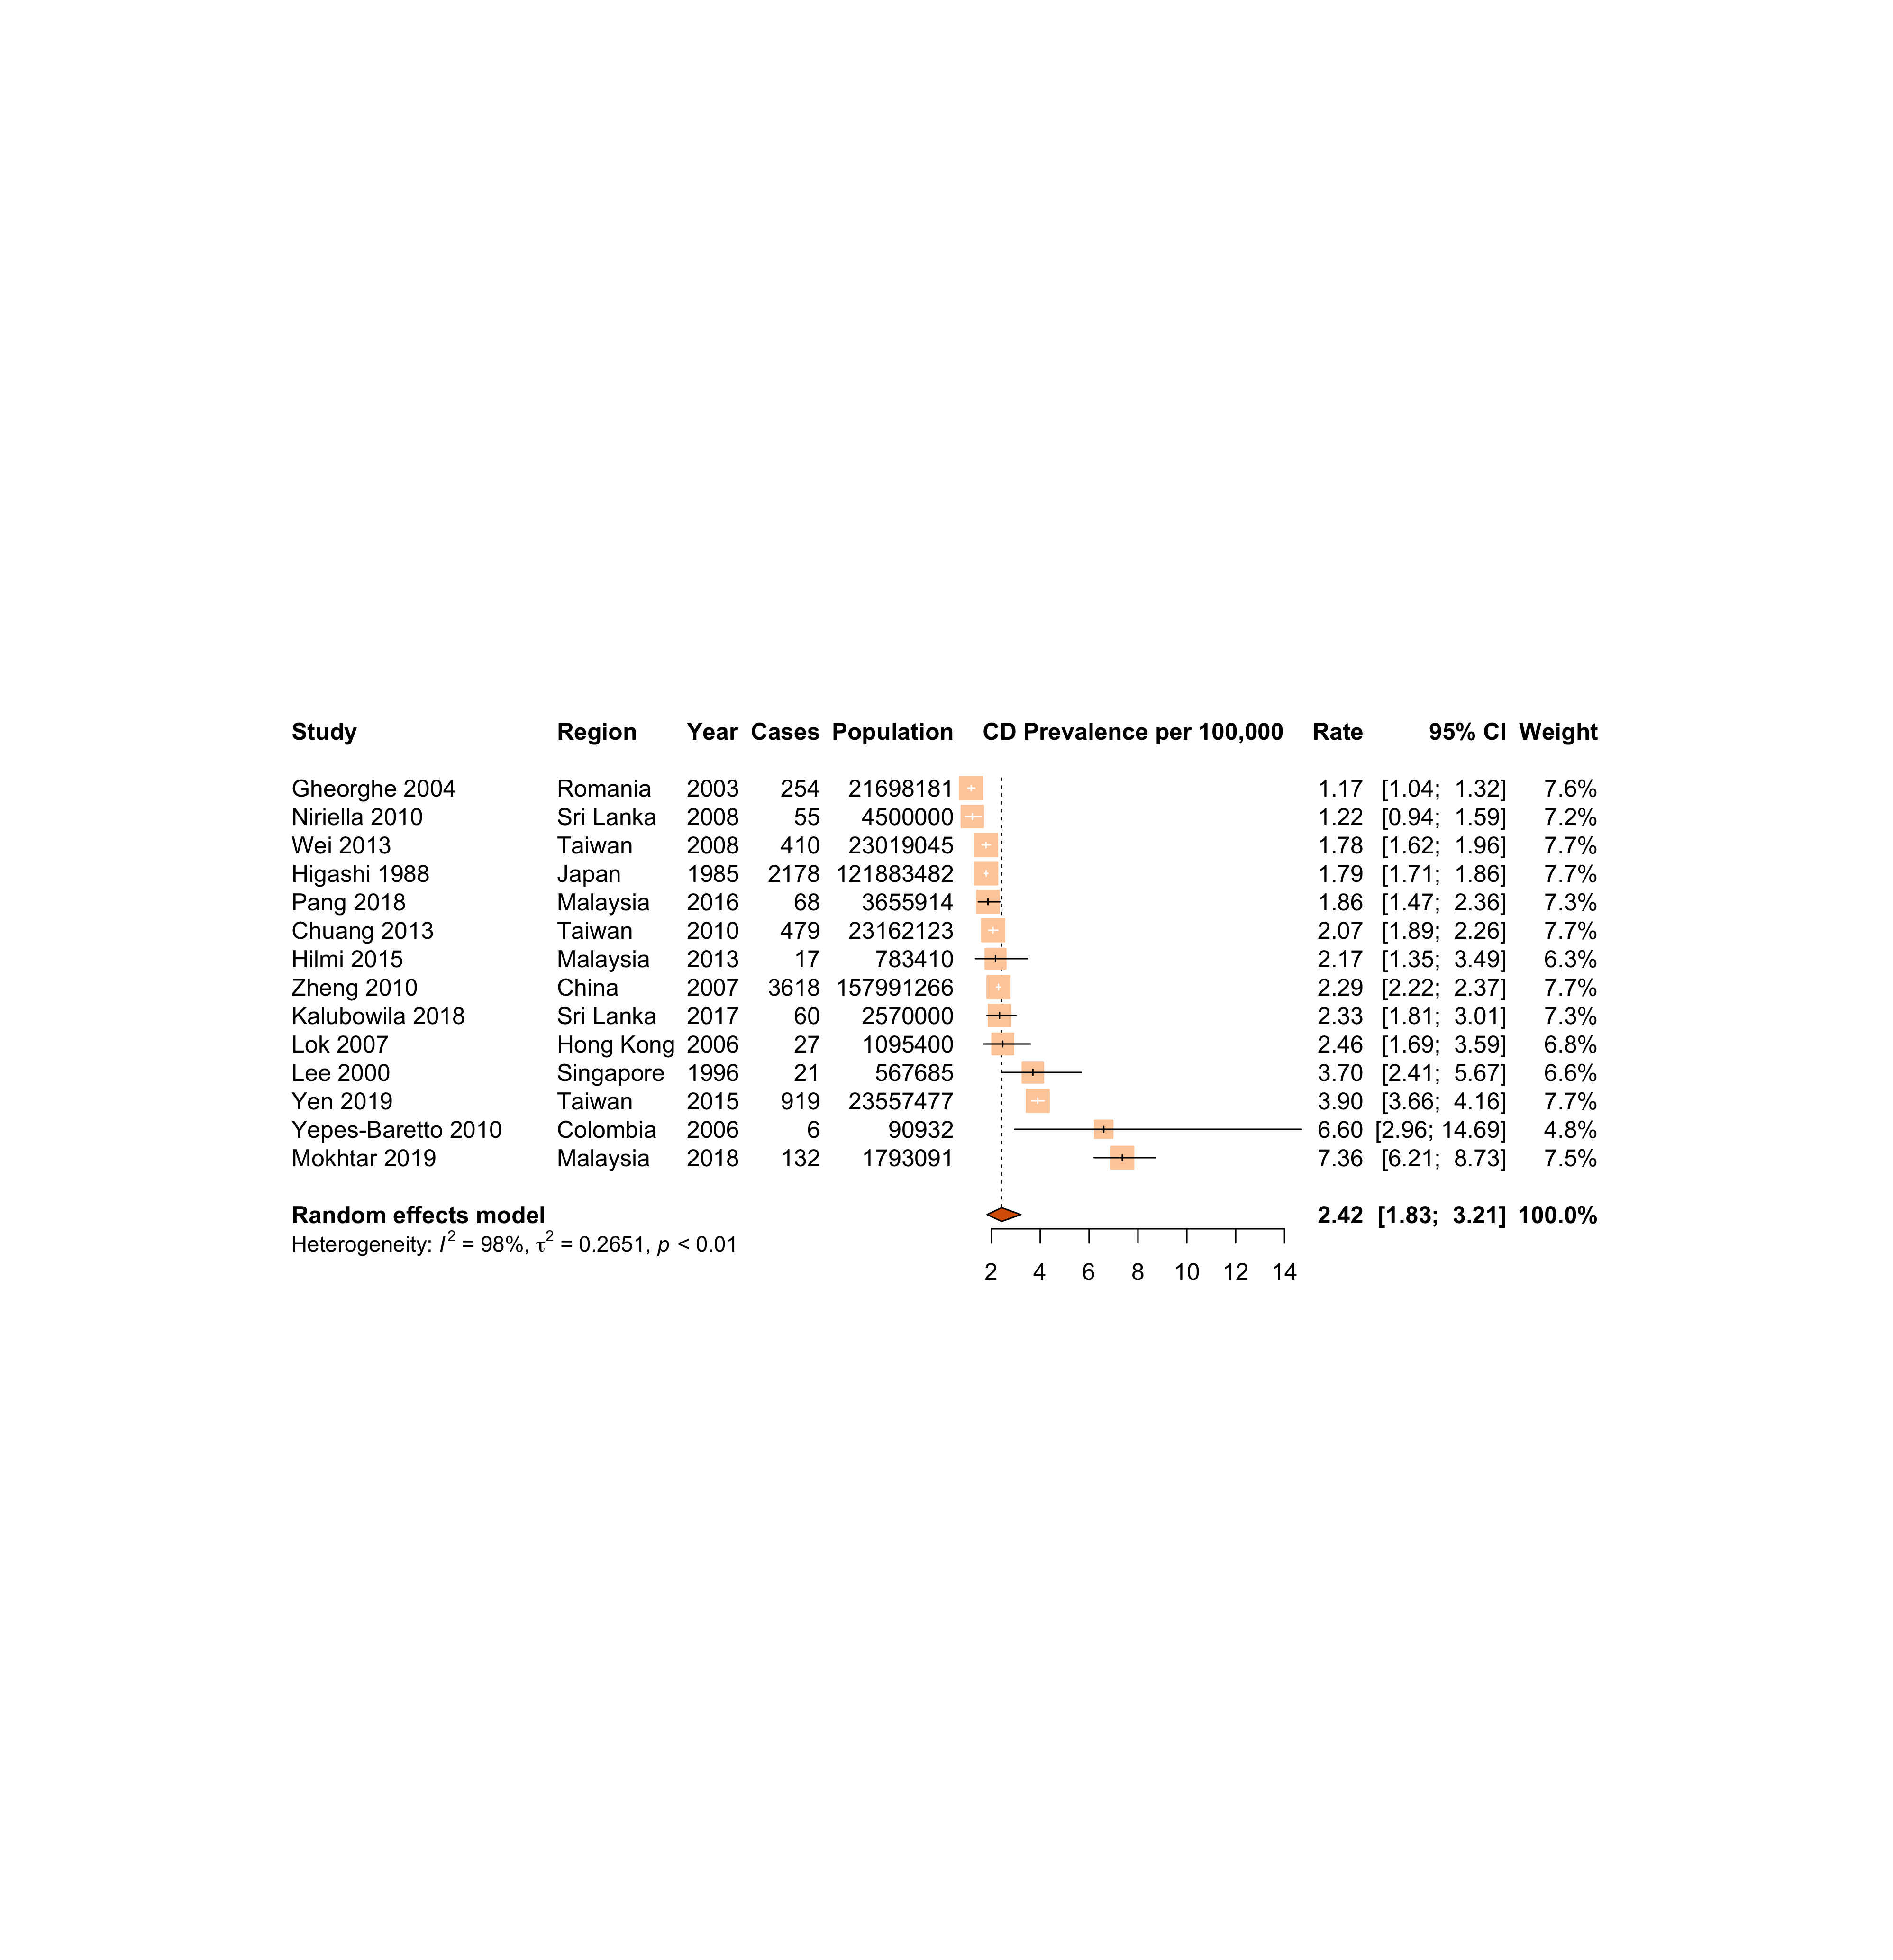 Study Region Year Cases Population CD Prevalence per 100,000 Rate 95% CI Weight
Gheorghe 2004 Romania 2003 254 21698181 1.17 [1.04; 1.32] 7.6%
Niriella 2010 Sri Lanka 2008 55 4500000 1.22 [0.94; 1.59] 7.2%
Wei 2013 Taiwan 2008 410 23019045 1.78 [1.62; 1.96] 7.7%
Higashi 1988 Japan 1985 2178 121883482 1.79 [1.71; 1.86] 7.7%
Pang 2018 Malaysia 2016 68 3655914 1.86 [1.47; 2.36] 7.3%
Chuang 2013 Taiwan 2010 479 23162123 2.07 [1.89; 2.26] 7.7%
Hilmi 2015 Malaysia 2013 17 783410 2.17 [1.35; 3.49] 6.3%
Zheng 2010 China 2007 3618 157991266 2.29 [2.22; 2.37] 7.7%
Kalubowila 2018 Sri Lanka 2017 60 2570000 2.33 [1.81; 3.01] 7.3%
Lok 2007 Hong Kong 2006 27 1095400 2.46 [1.69; 3.59] 6.8%
Lee 2000 Singapore 1996 21 567685 3.70 [2.41; 5.67] 6.6%
Yen 2019 Taiwan 2015 919 23557477 3.90 [3.66; 4.16] 7.7%
Yepes-Baretto 2010 Colombia 2006 6 90932 6.60 [2.96; 14.69] 4.8%
Mokhtar 2019 Malaysia 2018 132 1793091 7.36 [6.21; 8.73] 7.5%
Random effects model 2.42 [1.83; 3.21] 100.0%
Heterogeneity: I² = 98%, τ² = 0.2651, p < 0.01
2 4 6 8 10 12 14